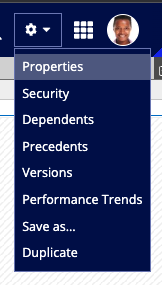 Properties
Security
Dependents
Precedents
Versions
Performance Trends
Save as...
Duplicate